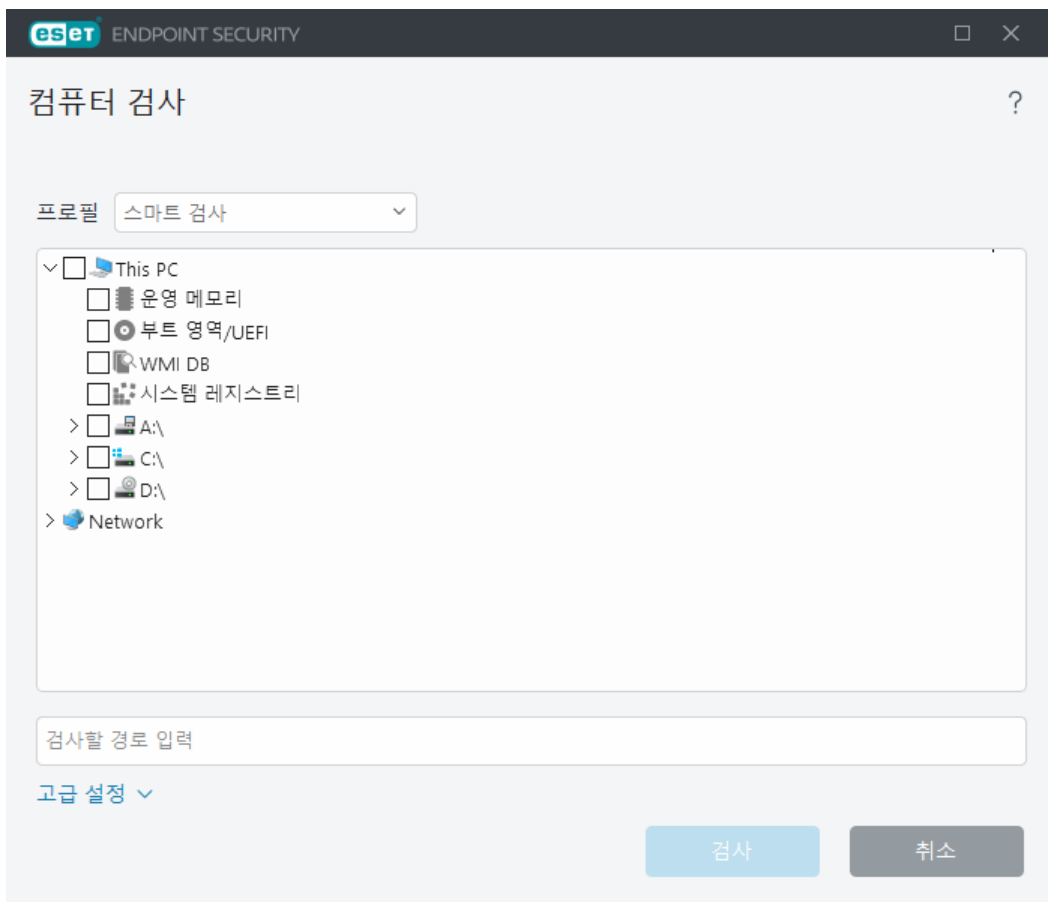 eset ENDPOINT SECURITY
컴퓨터 검사
?
프로필 스마트 검사
This PC
운영 메모리
부트 영역/UEFI
WMI DB
시스템 레지스트리
A:\
C:\
D:\
Network
검사할 경로 입력
고급 설정
검사 취소